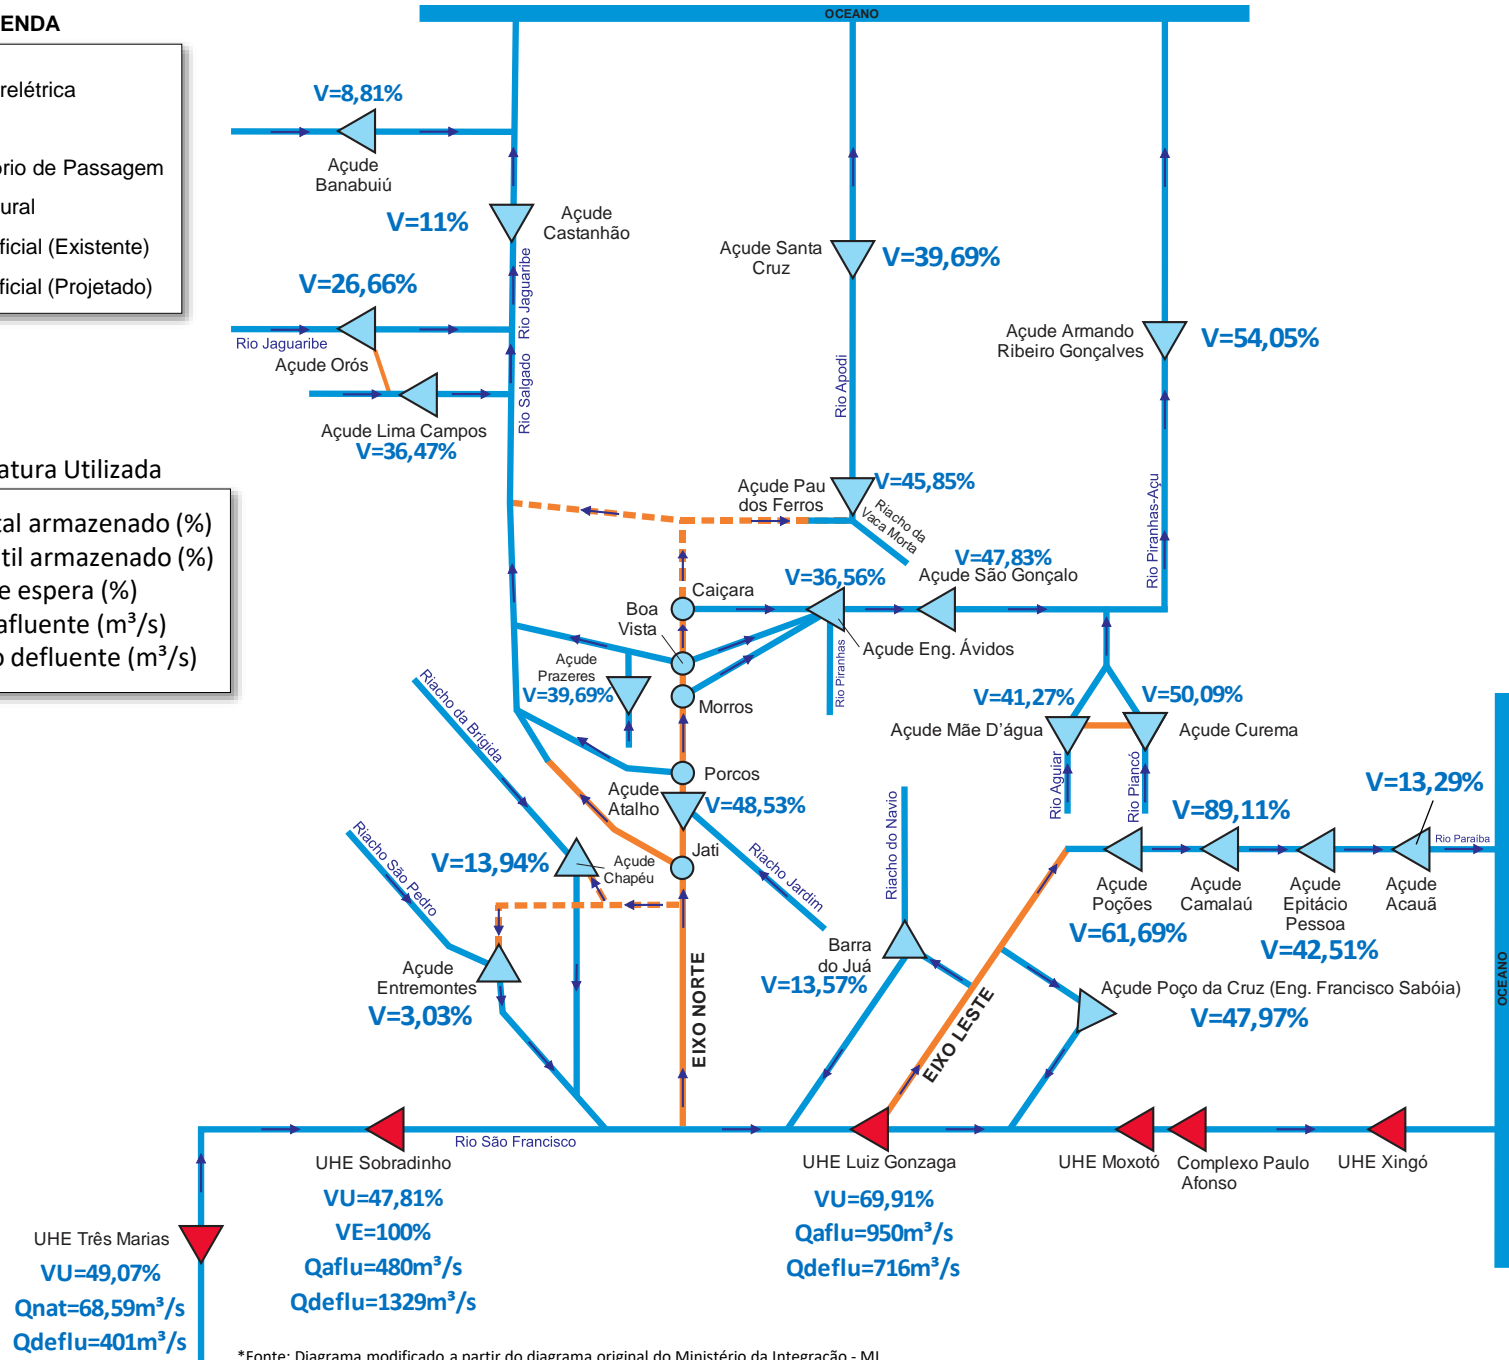 OCEANO
ENDA
relétrica
V=8,81%
Açude
Banabuiú
ório de Passagem
ural
V=11%
Açude
Castanhão
ficial (Existente)
Açude Santa
Cruz
V=39,69%
V=26,66%
ficial (Projetado)
Rio Jaguaribe
Açude Armando
Ribeiro Gonçalves
V=54,05%
Rio Jaguaribe
Açude Orós
Rio Salgado
Rio Apodi
Açude Lima Campos
V=36,47%
atura Utilizada
Açude Pau
dos Ferros
V=45,85%
Riacho da
Vaca Morta
Rio Piranhas-Açu
tal armazenado (%)
til armazenado (%)
e espera (%)
afluente (m³/s)
o defluente (m³/s)
V=47,83%
V=36,56%
Açude São Gonçalo
Caiçara
Boa
Vista
Açude Eng. Ávidos
Açude
Prazeres
V=39,69%
Rio Piranhas
Morros
V=41,27%
V=50,09%
Açude Mãe D'água
Açude Curema
Riacho da Brígida
Porcos
Açude
Atalho
V=48,53%
Rio Aguiar
Rio Piancó
V=13,29%
V=89,11%
Riacho São Pedro
V=13,94%
Açude
Chapéu
Jati
Riacho Jardim
Riacho do Navio
Rio Paraiba
Açude
Poções
Açude
Camalaú
Açude
Epitácio
Pessoa
Açude
Acauã
V=61,69%
V=42,51%
Barra
do Juá
V=13,57%
Açude
Entremontes
V=3,03%
EIXO NORTE
EIXO LESTE
Açude Poço da Cruz (Eng. Francisco Sabóia)
V=47,97%
OCEANO
Rio São Francisco
UHE Sobradinho
UHE Luiz Gonzaga
UHE Moxotó
Complexo Paulo
Afonso
UHE Xingó
VU=47,81%
VE=100%
Qaflu=480m³/s
Qdeflu=1329m³/s
VU=69,91%
Qaflu=950m³/s
Qdeflu=716m³/s
UHE Três Marias
VU=49,07%
Qnat=68,59m³/s
Qdeflu=401m³/s
*Fonte: Diagrama modificado a partir do diagrama original do Ministério da Integração - MI